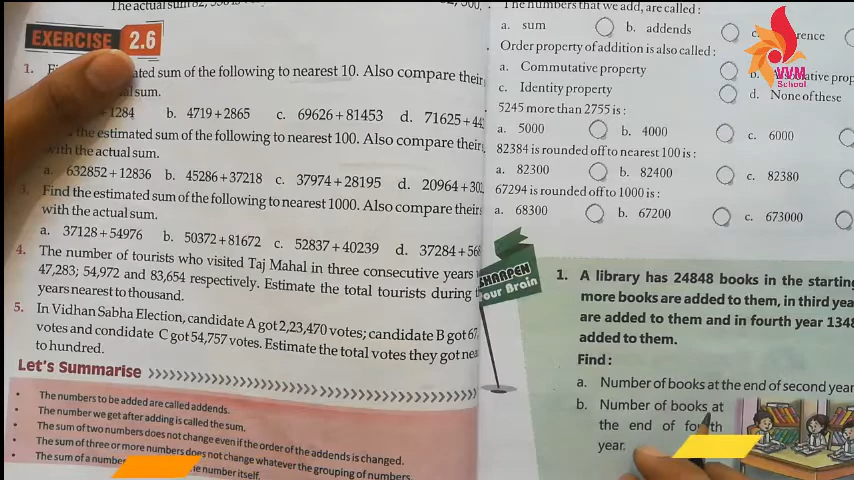 The actual sum
EXERCISE 2.6
1. ated sum of the following to nearest 10. Also compare their
al sum.
+1284 b. 4719+2865 c. 69626+81453 d. 71625+44
the estimated sum of the following to nearest 100. Also compare their
with the actual sum.
a. 632852+12836 b. 45286+37218 c. 37974+28195 d. 20964+30
3. Find the estimated sum of the following to nearest 1000. Also compare their
with the actual sum.
a. 37128+54976 b. 50372+81672 c. 52837+40239 d. 37284+56
4. The number of tourists who visited Taj Mahal in three consecutive years
47,283; 54,972 and 83,654 respectively. Estimate the total tourists during
years nearest to thousand.
5. In Vidhan Sabha Election, candidate A got 2,23,470 votes; candidate B got 67
votes and condidate C got 54,757 votes. Estimate the total votes they got nea
to hundred.
Let's Summarise
• The numbers to be added are called addends.
• The number we get after adding is called the sum.
• The sum of two numbers does not change even if the order of the addends is changed.
• The sum of three or more numbers does not change whatever the grouping of numbers.
• The sum of a number the number itself.
The numbers that we add, are called :
a. sum b. addends c. rence
Order property of addition is also called :
a. Commutative property b. Associative prop
c. Identity property d. None of these
5245 more than 2755 is :
a. 5000 b. 4000 c. 6000
82384 is rounded off to nearest 100 is :
a. 82300 b. 82400 c. 82380
67294 is rounded off to 1000 is :
a. 68300 b. 67200 c. 673000
SHARPEN
Your Brain
1. A library has 24848 books in the starting
more books are added to them, in third yea
are added to them and in fourth year 1348
added to them.
Find :
a. Number of books at the end of second year
b. Number of books at
the end of fourth
year.
VVM
School